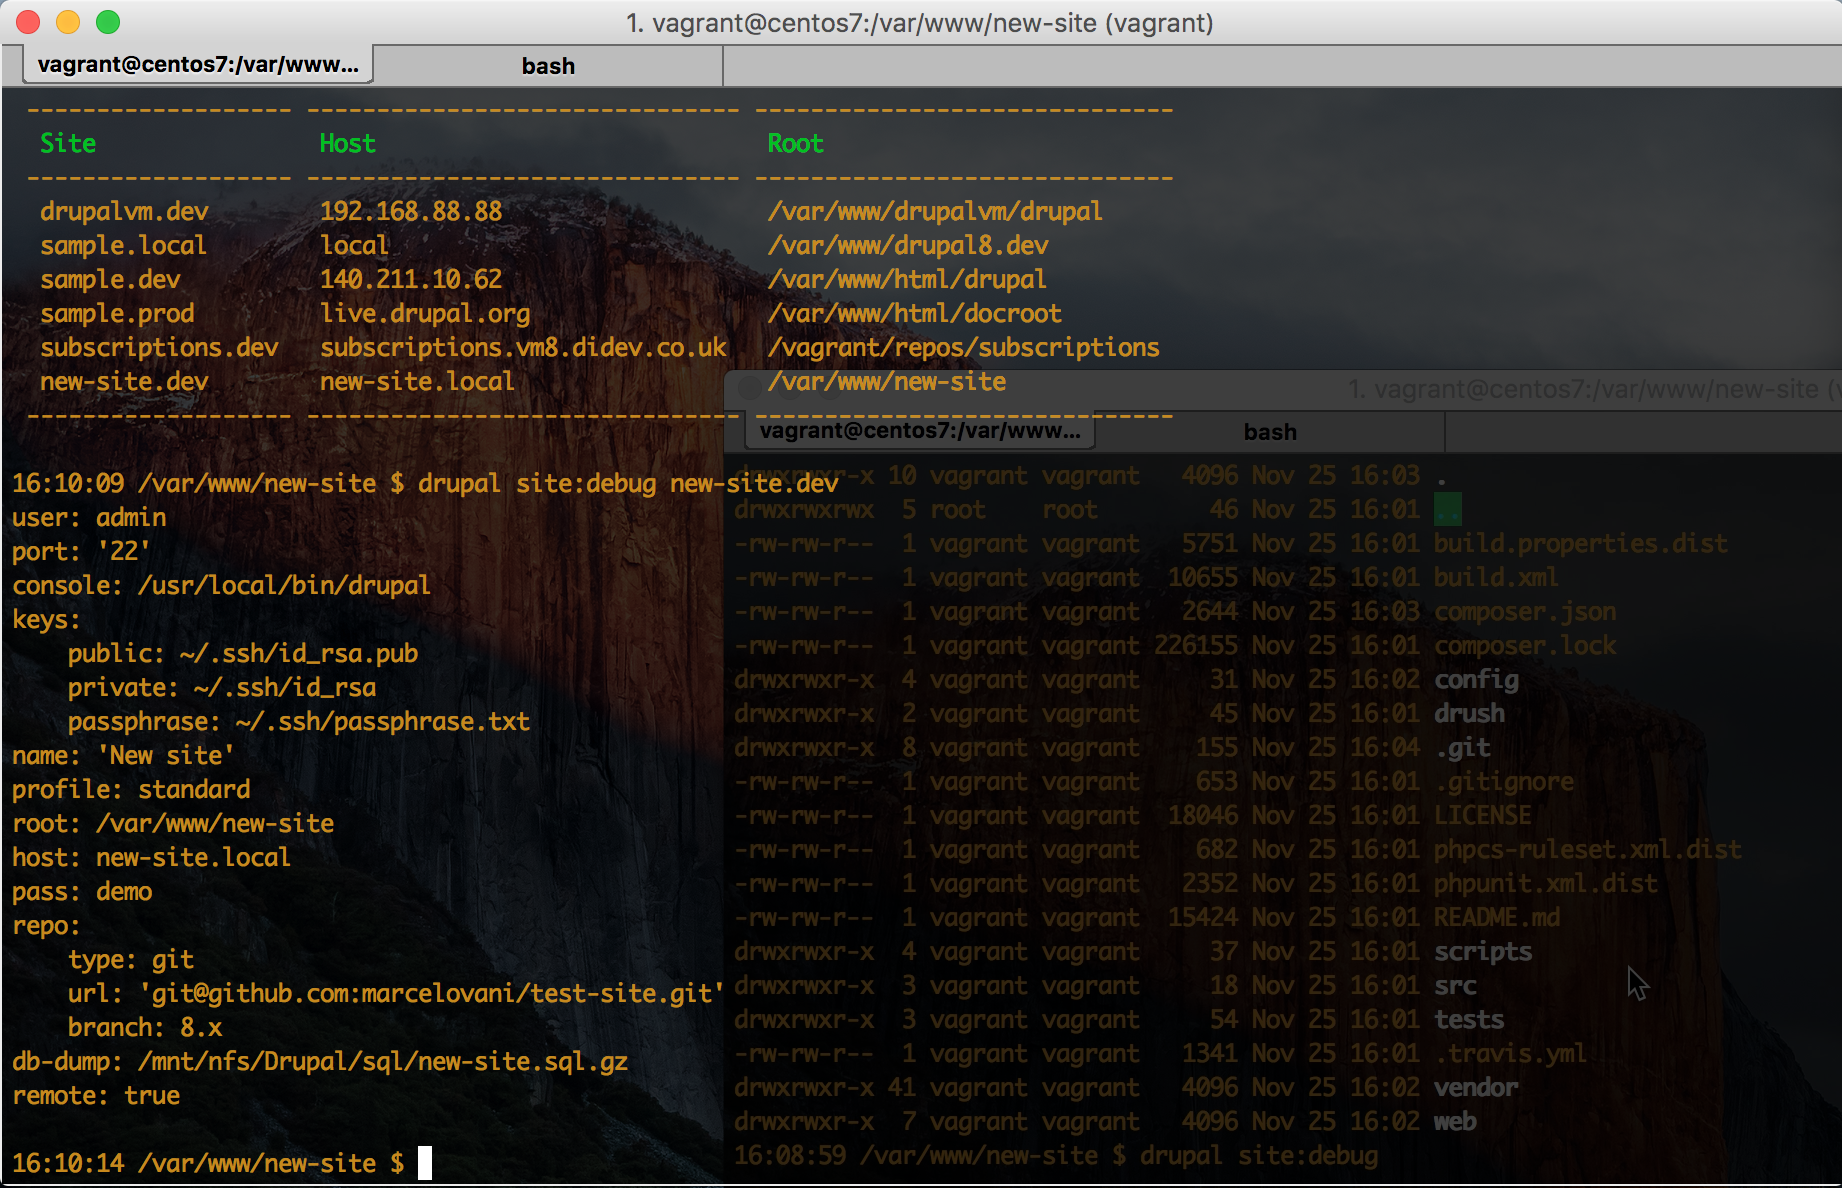 1. vagrant@centos7:/var/www/new-site (vagrant)
vagrant@centos7:/var/www... bash
------------------- ------------------------------- ------------------------------
Site Host Root
------------------- ------------------------------- ------------------------------
drupalvm.dev 192.168.88.88 /var/www/drupalvm/drupal
sample.local local /var/www/drupal8.dev
sample.dev 140.211.10.62 /var/www/html/drupal
sample.prod live.drupal.org /var/www/html/docroot
subscriptions.dev subscriptions.vm8.didev.co.uk /vagrant/repos/subscriptions
new-site.dev new-site.local /var/www/new-site
------------------- ------------------------------- ------------------------------
16:10:09 /var/www/new-site $ drupal site:debug new-site.dev
user: admin
port: '22'
console: /usr/local/bin/drupal
keys:
public: ~/.ssh/id_rsa.pub
private: ~/.ssh/id_rsa
passphrase: ~/.ssh/passphrase.txt
name: 'New site'
profile: standard
root: /var/www/new-site
host: new-site.local
pass: demo
repo:
type: git
url: 'git@github.com:marcelovani/test-site.git'
branch: 8.x
db-dump: /mnt/nfs/Drupal/sql/new-site.sql.gz
remote: true
16:10:14 /var/www/new-site $
1. vagrant@centos7:/var/www/new-site (
vagrant@centos7:/var/www... bash
drwxrwxr-x 10 vagrant vagrant 4096 Nov 25 16:03 .
drwxrwxrwx 5 root root 46 Nov 25 16:01 ..
-rw-rw-r-- 1 vagrant vagrant 5751 Nov 25 16:01 build.properties.dist
-rw-rw-r-- 1 vagrant vagrant 10655 Nov 25 16:01 build.xml
-rw-rw-r-- 1 vagrant vagrant 2644 Nov 25 16:03 composer.json
-rw-rw-r-- 1 vagrant vagrant 226155 Nov 25 16:01 composer.lock
drwxrwxr-x 4 vagrant vagrant 31 Nov 25 16:02 config
drwxrwxr-x 2 vagrant vagrant 45 Nov 25 16:01 drush
drwxrwxr-x 8 vagrant vagrant 155 Nov 25 16:04 .git
-rw-rw-r-- 1 vagrant vagrant 653 Nov 25 16:01 .gitignore
-rw-rw-r-- 1 vagrant vagrant 18046 Nov 25 16:01 LICENSE
-rw-rw-r-- 1 vagrant vagrant 682 Nov 25 16:01 phpcs-ruleset.xml.dist
-rw-rw-r-- 1 vagrant vagrant 2352 Nov 25 16:01 phpunit.xml.dist
-rw-rw-r-- 1 vagrant vagrant 15424 Nov 25 16:01 README.md
drwxrwxr-x 4 vagrant vagrant 37 Nov 25 16:01 scripts
drwxrwxr-x 3 vagrant vagrant 18 Nov 25 16:01 src
drwxrwxr-x 3 vagrant vagrant 54 Nov 25 16:01 tests
-rw-rw-r-- 1 vagrant vagrant 1341 Nov 25 16:01 .travis.yml
drwxrwxr-x 41 vagrant vagrant 4096 Nov 25 16:02 vendor
drwxrwxr-x 7 vagrant vagrant 4096 Nov 25 16:02 web
16:08:59 /var/www/new-site $ drupal site:debug